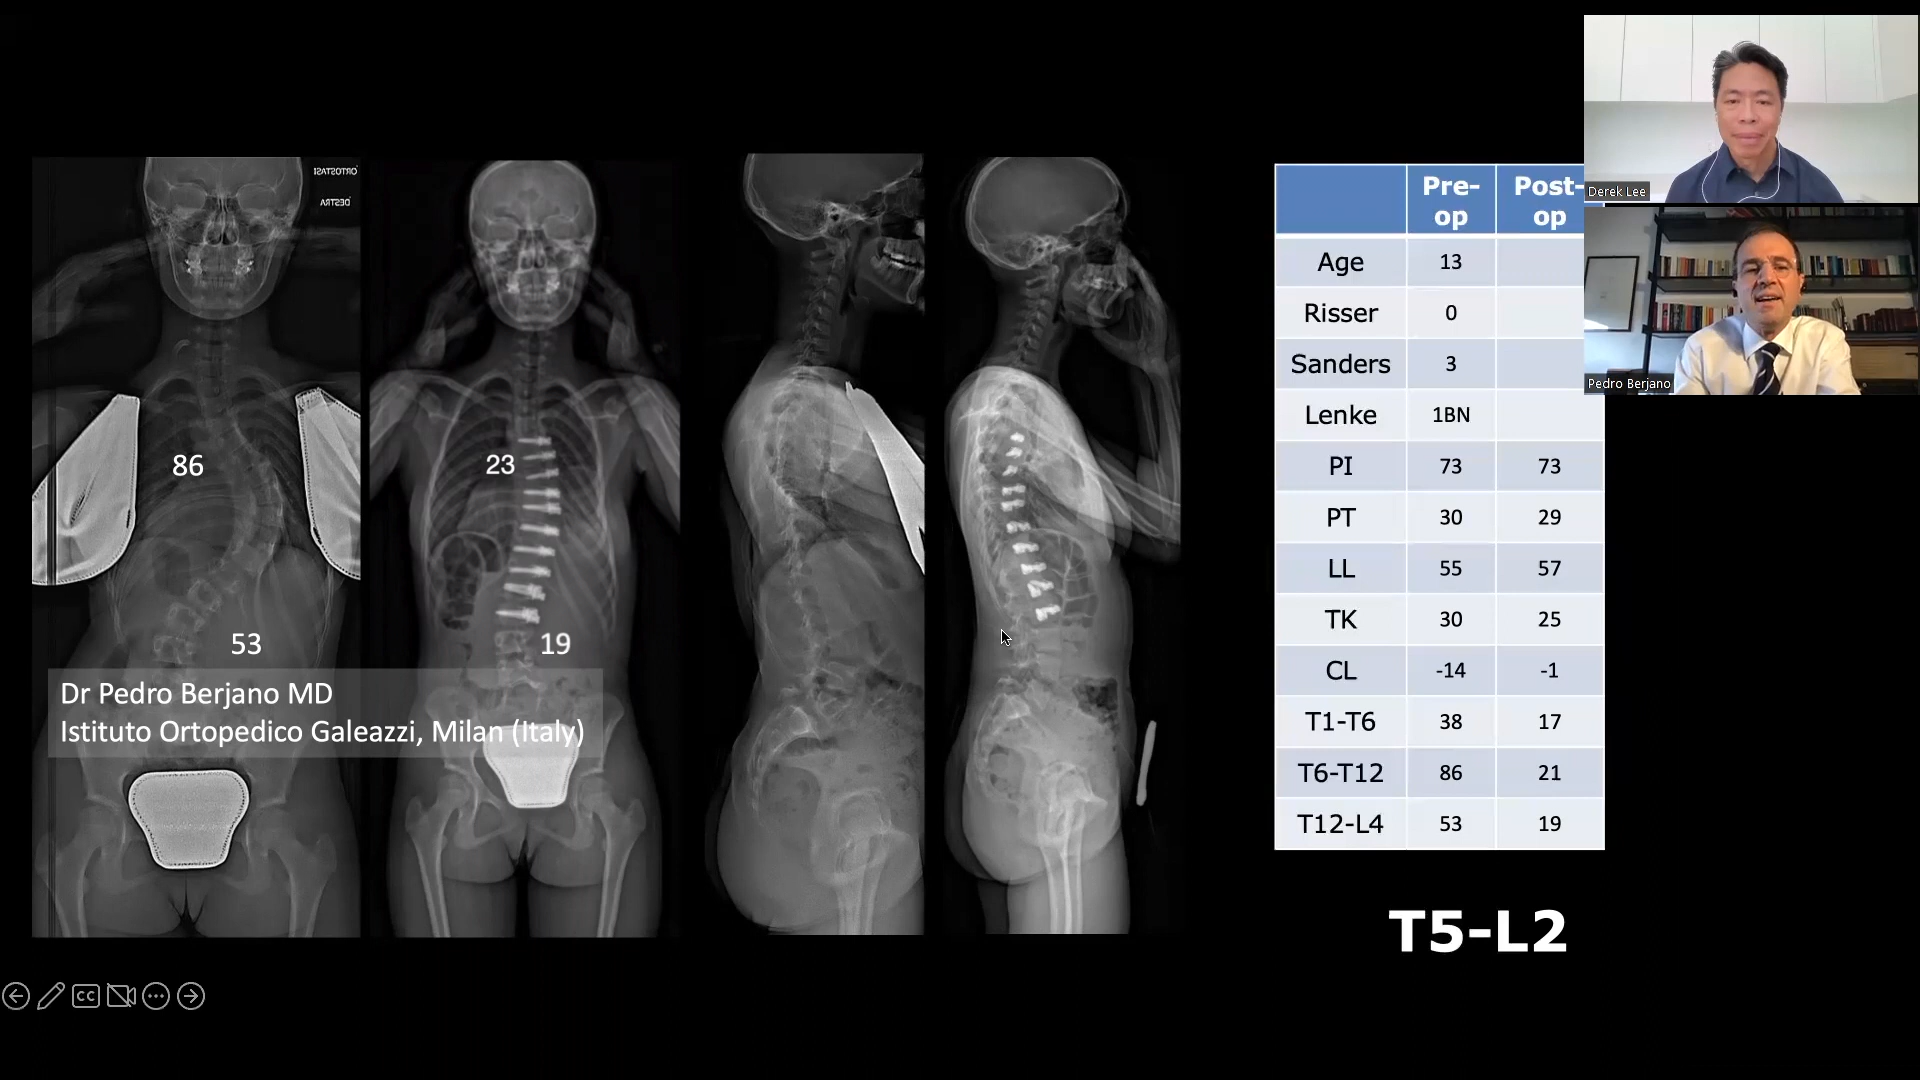 ORTOSTASI
DESTRA
86
23
53
19
Dr Pedro Berjano MD
Istituto Ortopedico Galeazzi, Milan (Italy)
Pre-op Post-op
Age 13
Risser 0
Sanders 3
Lenke 1BN
PI 73 73
PT 30 29
LL 55 57
TK 30 25
CL -14 -1
T1-T6 38 17
T6-T12 86 21
T12-L4 53 19
T5-L2
Derek Lee
Pedro Berjano
CC